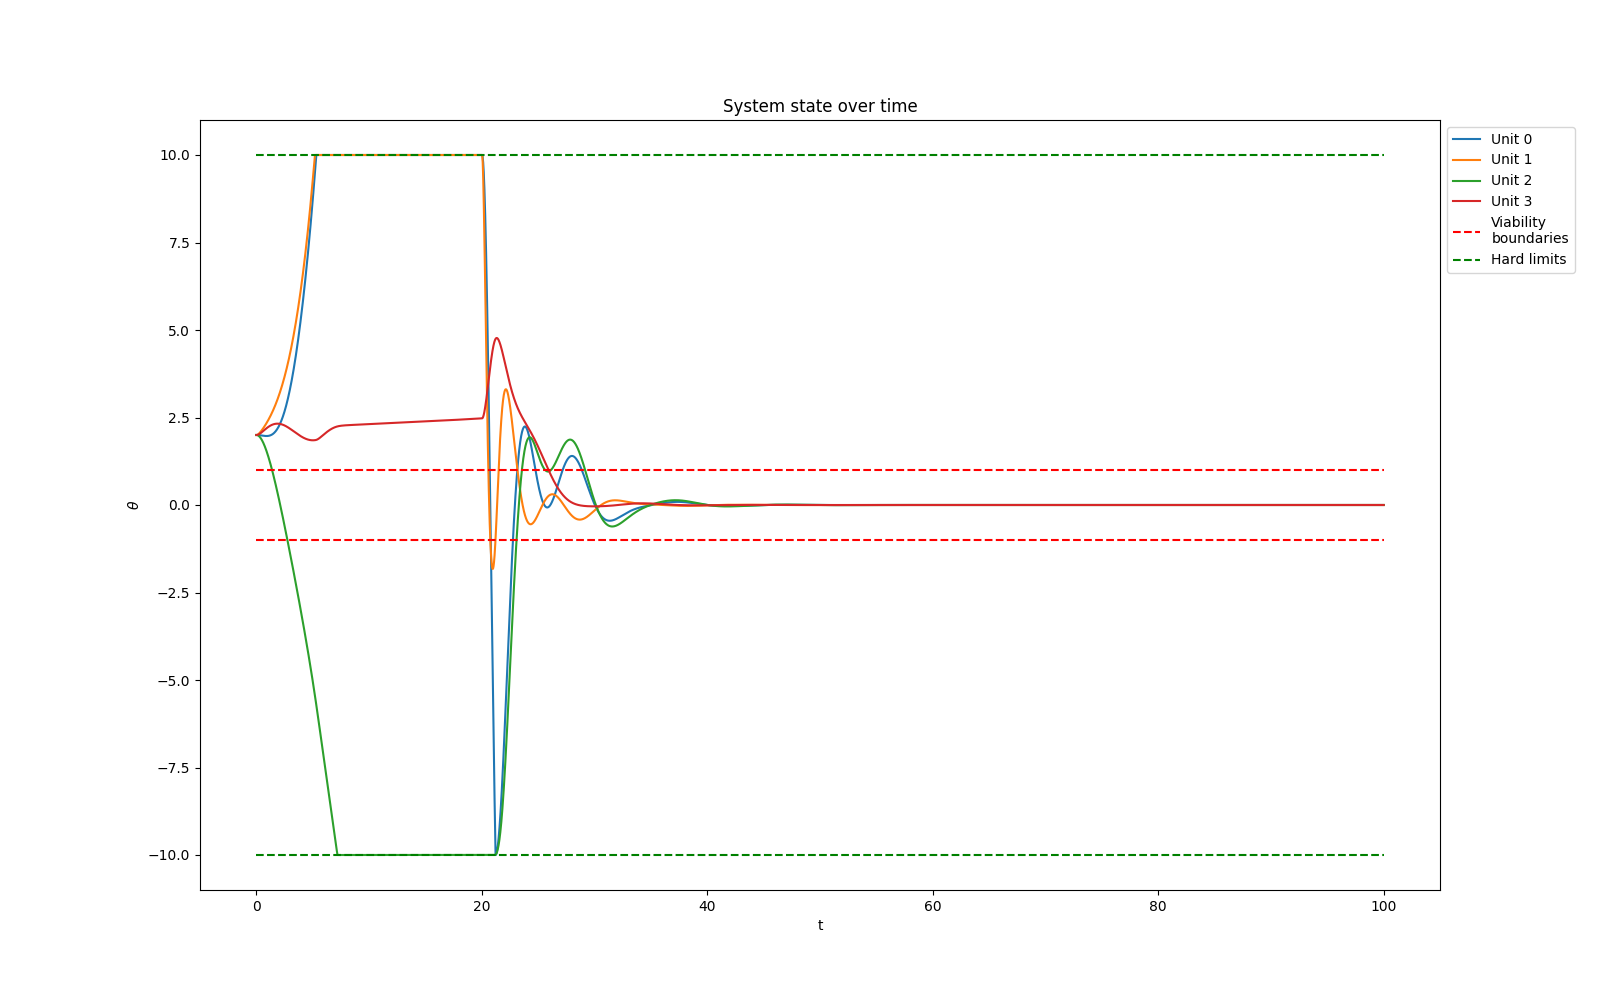 System state over time
10.0
7.5
5.0
2.5
0.0
−2.5
−5.0
−7.5
−10.0
θ
0
20
40
60
80
100
t
Unit 0
Unit 1
Unit 2
Unit 3
Viability
boundaries
Hard limits